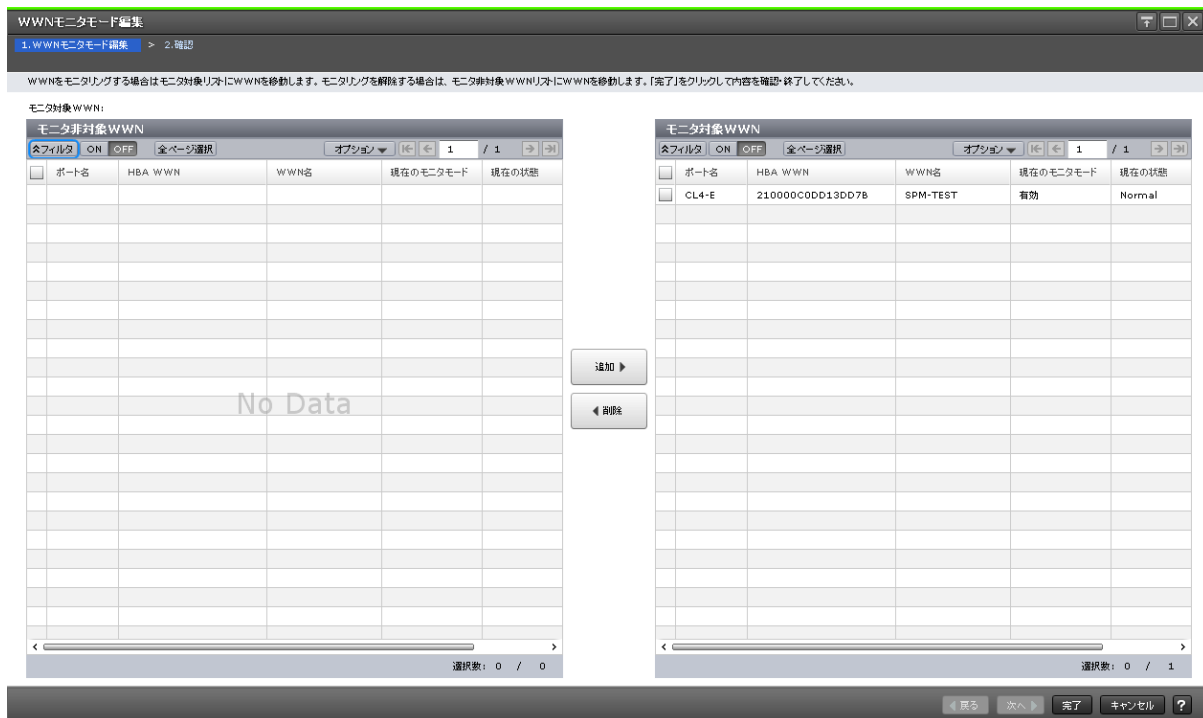 WWNモニタモード編集
1.WWNモニタモード編集 > 2.確認
WWNをモニタリングする場合はモニタ対象リストにWWNを移動します。モニタリングを解除する場合は、モニタ非対象WWNリストにWWNを移動します。「完了」をクリックして内容を確認・終了してください。
モニタ対象WWN:
モニタ非対象WWN
フィルタ ON OFF 全ページ選択 オプション 1 / 1
ポート名 HBA WWN WWN名 現在のモニタモード 現在の状態
No Data
選択数: 0 / 0
追加
削除
モニタ対象WWN
フィルタ ON OFF 全ページ選択 オプション 1 / 1
ポート名 HBA WWN WWN名 現在のモニタモード 現在の状態
CL4-E 210000C0DD13DD7B SPM-TEST 有効 Normal
選択数: 0 / 1
戻る 次へ 完了 キャンセル ?